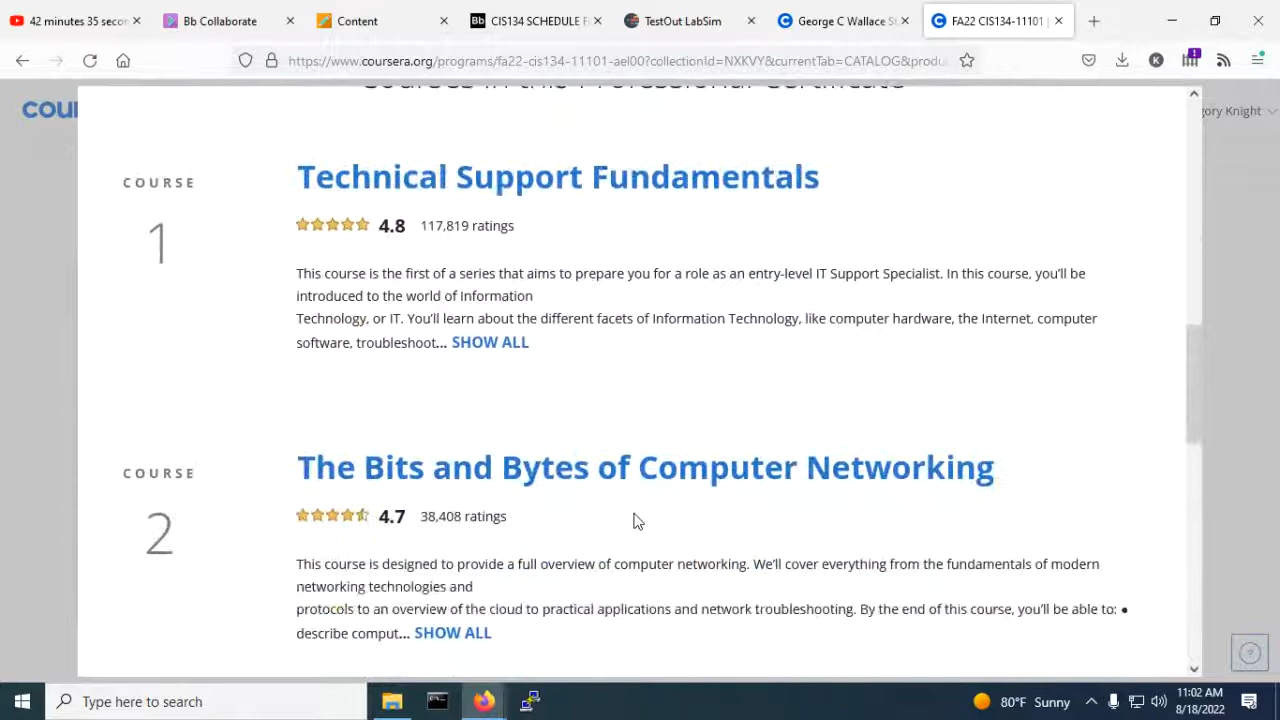 42 minutes 35 secon
Bb Collaborate
Content
Bb
CIS134 SCHEDULE F
TestOut LabSim
George C Wallace S
FA22 CIS134-11101
https://www.coursera.org/programs/fa22-cis134-11101-ael00?collectionId=NXKVY&currentTab=CATALOG&produ
cour
gory Knight
Courses in this Professional Certificate
COURSE
1
Technical Support Fundamentals
4.8 117,819 ratings
This course is the first of a series that aims to prepare you for a role as an entry-level IT Support Specialist. In this course, you'll be
introduced to the world of Information
Technology, or IT. You'll learn about the different facets of Information Technology, like computer hardware, the Internet, computer
software, troubleshoot... SHOW ALL
COURSE
2
The Bits and Bytes of Computer Networking
4.7 38,408 ratings
This course is designed to provide a full overview of computer networking. We'll cover everything from the fundamentals of modern
networking technologies and
protocols to an overview of the cloud to practical applications and network troubleshooting. By the end of this course, you'll be able to: •
describe comput... SHOW ALL
Type here to search
80°F Sunny
11:02 AM
8/18/2022